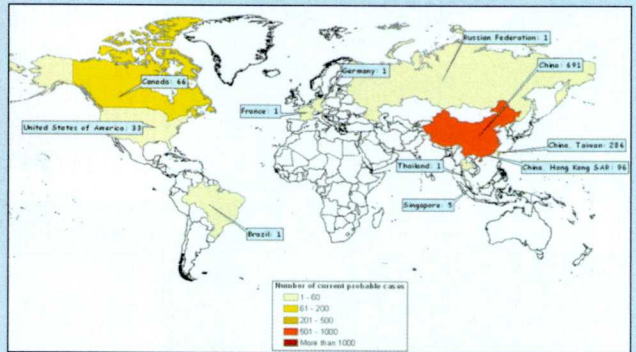 Russian Federation: 1
China: 691
Germany: 1
Canada: 66
France: 1
United States of America: 33
China, Taiwan: 286
Thailand: 1
China, Hong Kong SAR: 96
Singapore: 5
Brazil: 1
Number of current probable cases
1 - 60
61 - 200
201 - 500
501 - 1000
More than 1000